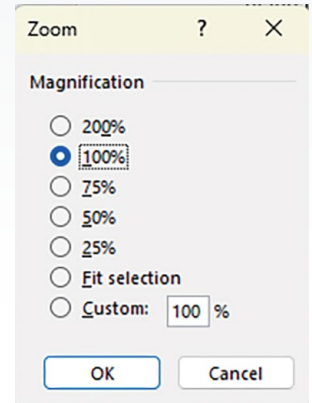 Zoom ? ×
Magnification
200%
100%
75%
50%
25%
Fit selection
Custom: 100 %
OK Cancel